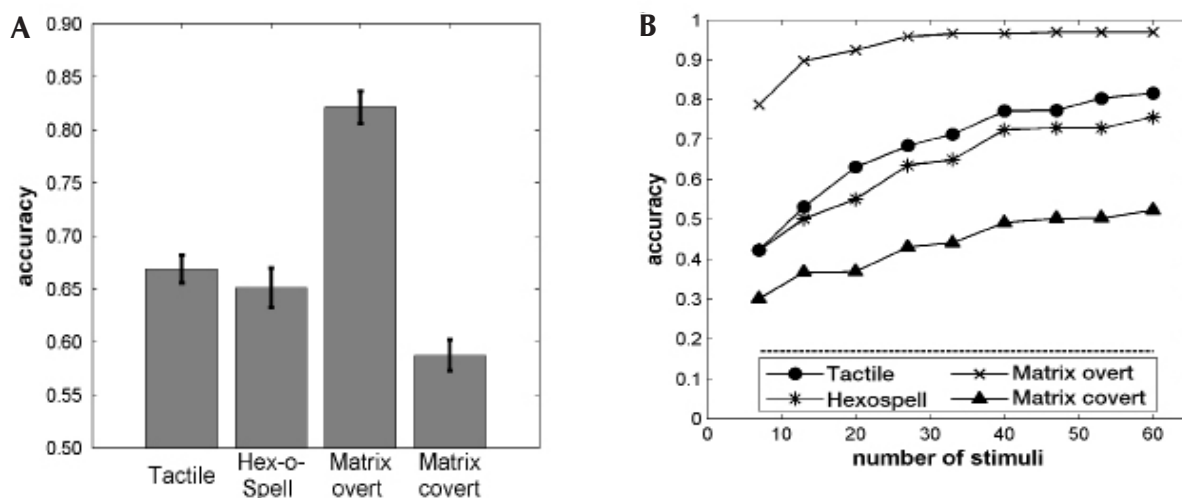 A
accuracy
0.90
0.85
0.80
0.75
0.70
0.65
0.60
0.55
0.50
Tactile
Hex-o-
Spell
Matrix
overt
Matrix
covert
B
accuracy
1
0.9
0.8
0.7
0.6
0.5
0.4
0.3
0.2
0.1
0
Tactile
Matrix overt
Hexospell
Matrix covert
0 10 20 30 40 50 60
number of stimuli